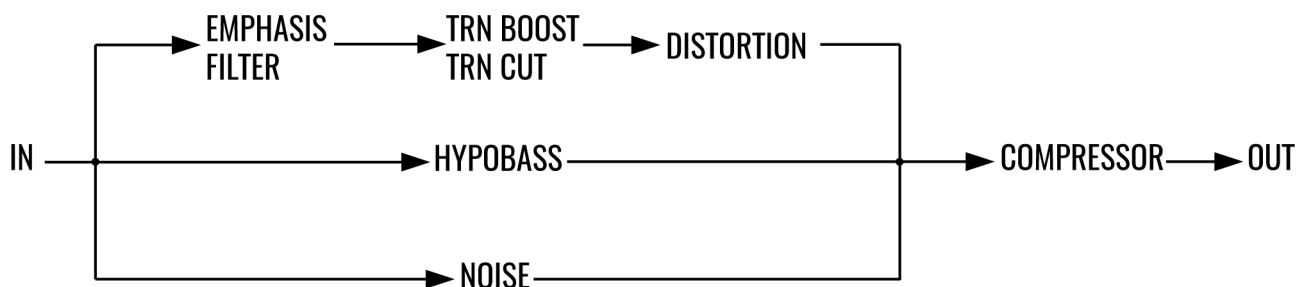 EMPHASIS
FILTER
TRN BOOST
TRN CUT
DISTORTION
IN
HYPOBASS
COMPRESSOR
OUT
NOISE